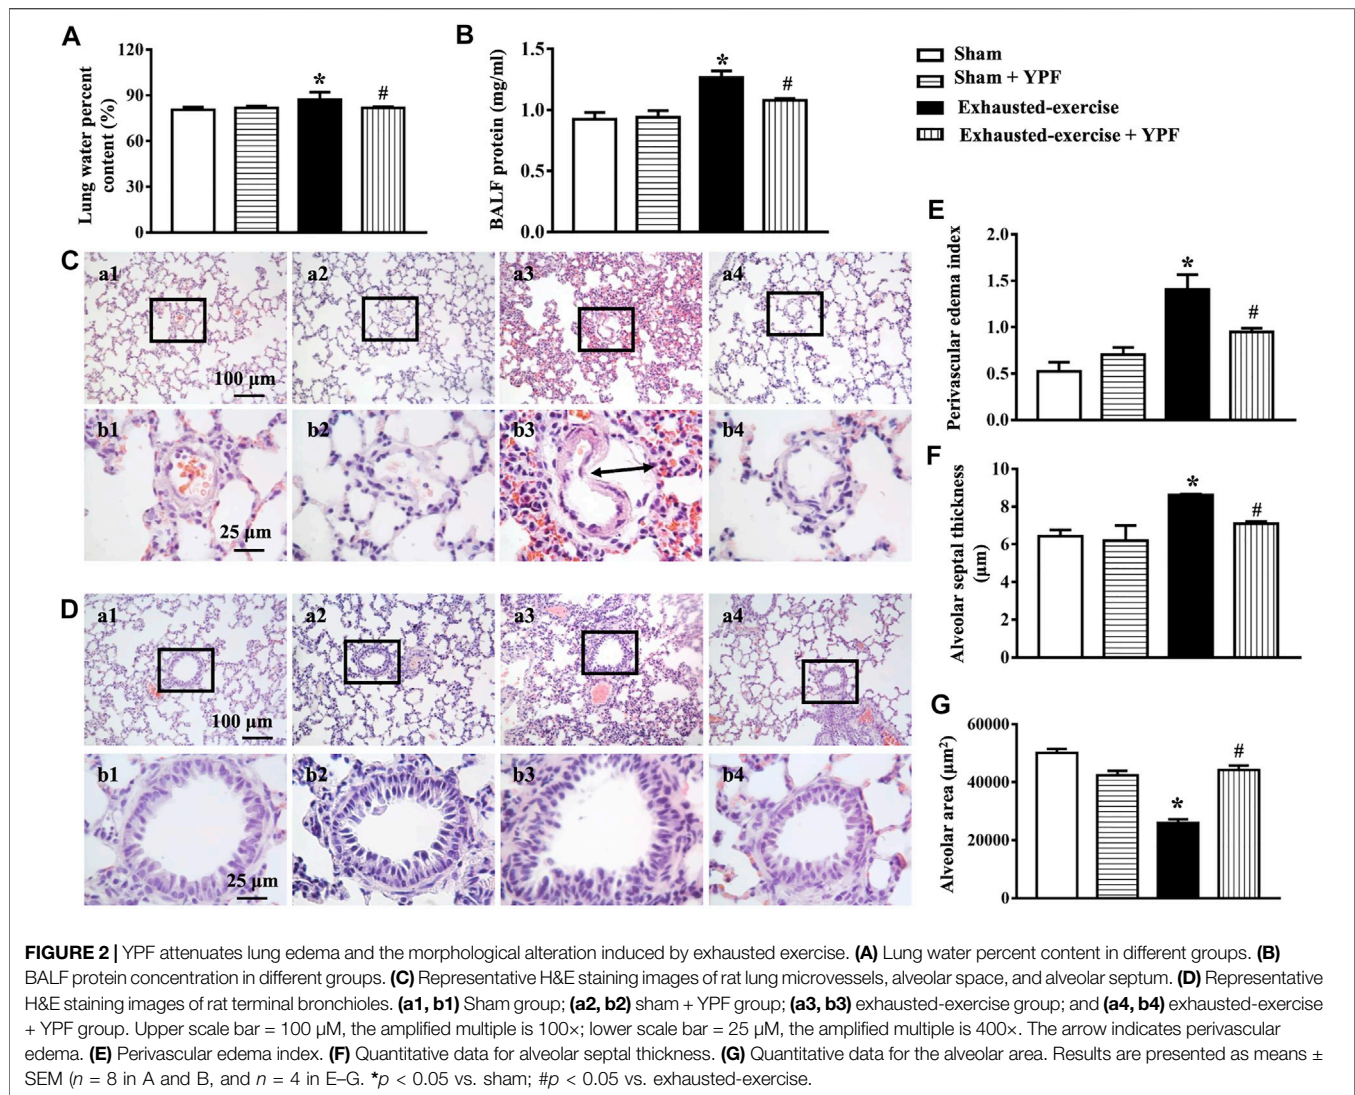 A
120
90
60
30
0
Lung water percent
content (%)
*
#
B
1.5
1.0
0.5
0.0
BALF protein (mg/ml)
*
#
Sham
Sham + YPF
Exhausted-exercise
Exhausted-exercise + YPF
C
a1
a2
a3
a4
100 μm
b1
b2
b3
b4
25 μm
D
a1
a2
a3
a4
100 μm
b1
b2
b3
b4
25 μm
E
2.0
1.5
1.0
0.5
0.0
Perivascular edema index
*
#
F
10
8
6
4
2
0
Alveolar septal thickness
(μm)
*
#
G
60000
40000
20000
0
Alveolar area (μm²)
*
#
FIGURE 2 | YPF attenuates lung edema and the morphological alteration induced by exhausted exercise. (A) Lung water percent content in different groups. (B)
BALF protein concentration in different groups. (C) Representative H&E staining images of rat lung microvessels, alveolar space, and alveolar septum. (D) Representative
H&E staining images of rat terminal bronchioles. (a1, b1) Sham group; (a2, b2) sham + YPF group; (a3, b3) exhausted-exercise group; and (a4, b4) exhausted-exercise
+ YPF group. Upper scale bar = 100 μM, the amplified multiple is 100×; lower scale bar = 25 μM, the amplified multiple is 400×. The arrow indicates perivascular
edema. (E) Perivascular edema index. (F) Quantitative data for alveolar septal thickness. (G) Quantitative data for the alveolar area. Results are presented as means ±
SEM (n = 8 in A and B, and n = 4 in E–G. *p < 0.05 vs. sham; #p < 0.05 vs. exhausted-exercise.